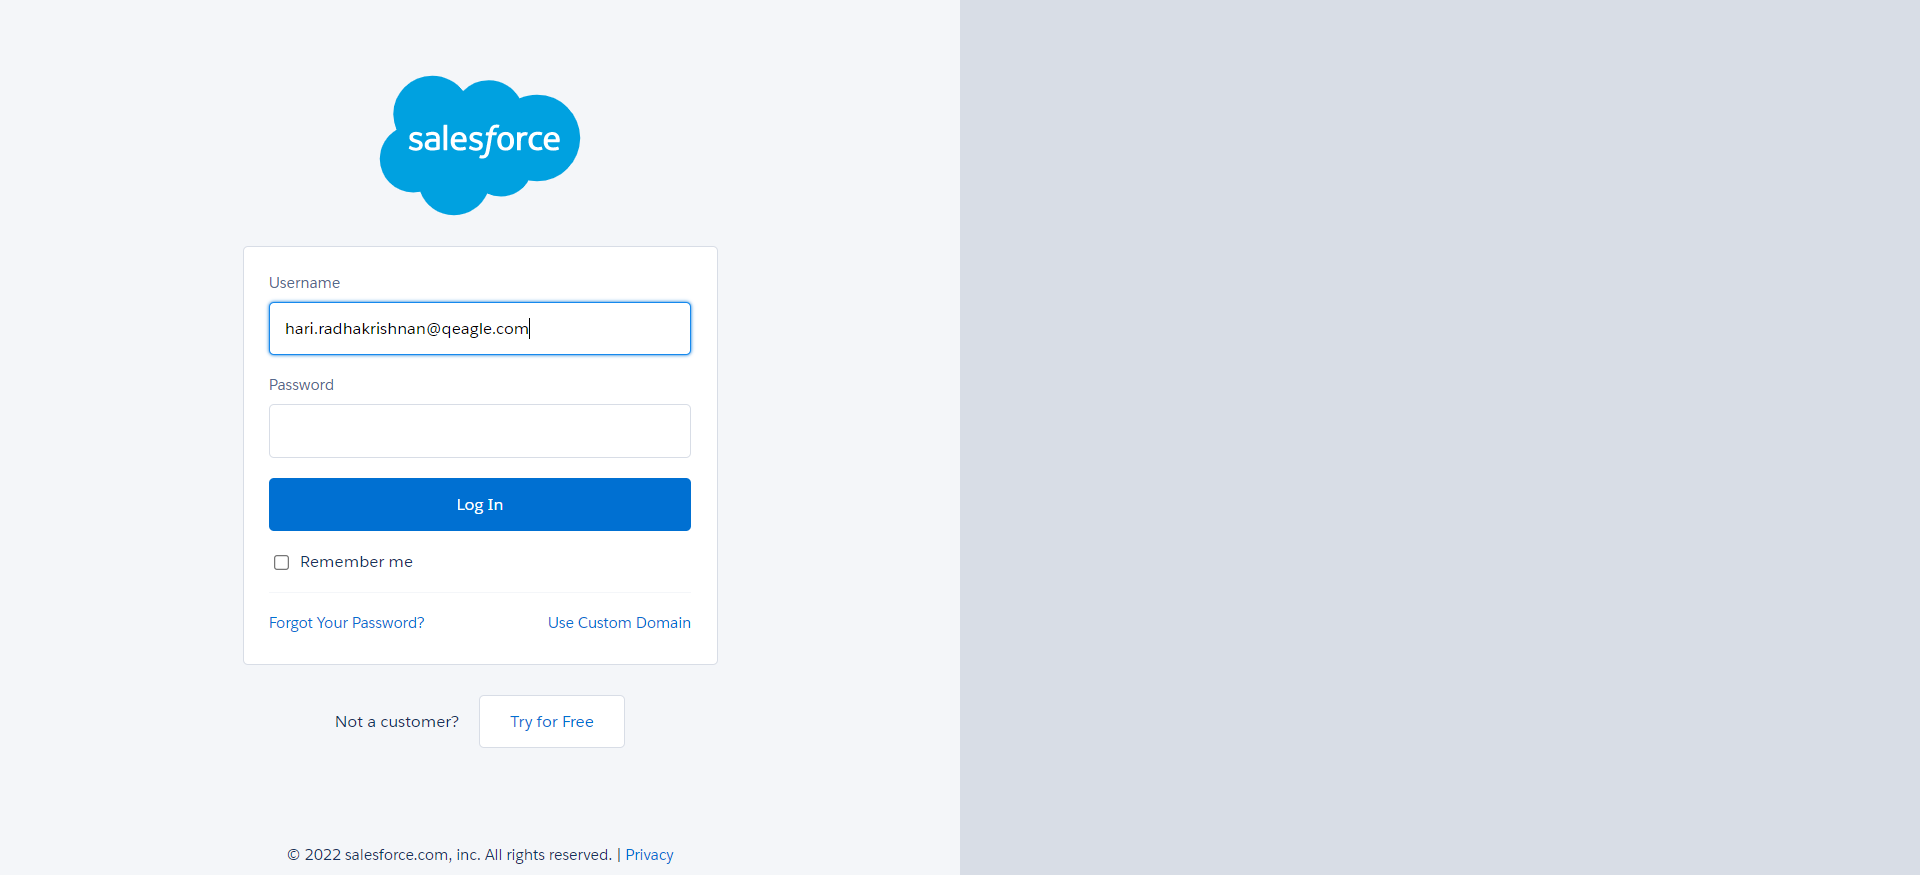 salesforce
Username
hari.radhakrishnan@qeagle.com
Password
Log In
Remember me
Forgot Your Password? Use Custom Domain
Not a customer? Try for Free
© 2022 salesforce.com, inc. All rights reserved. | Privacy